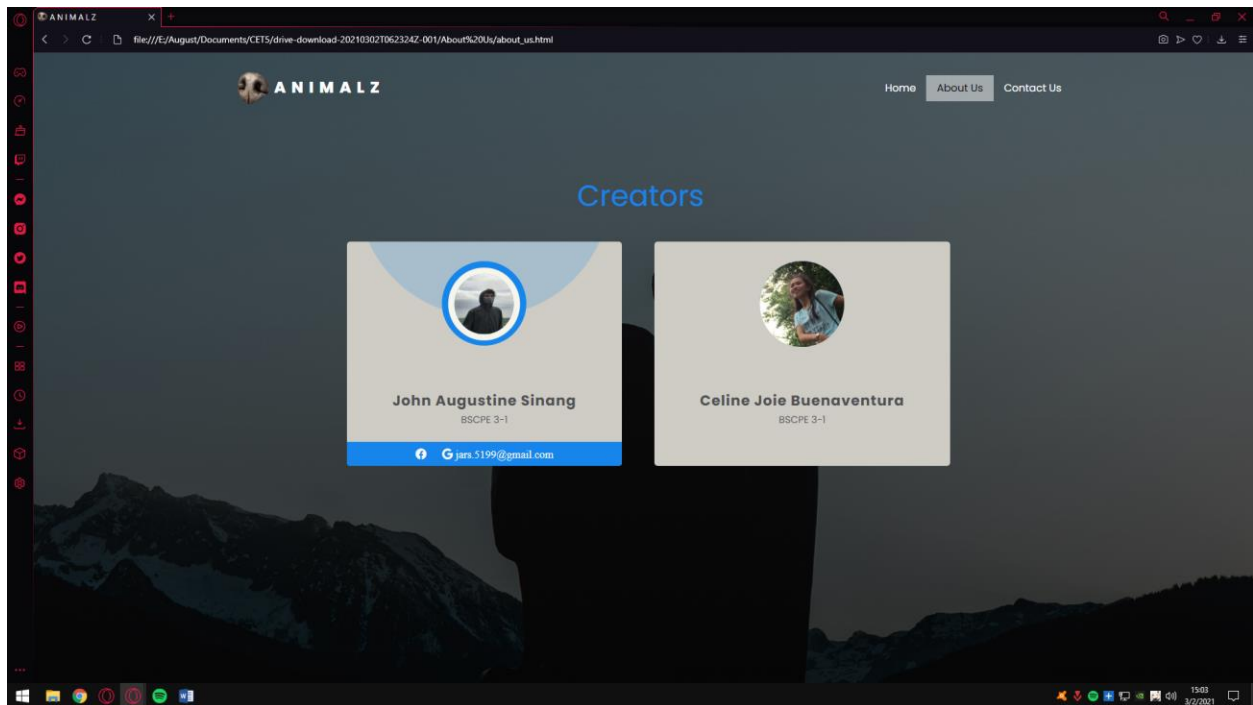 ANIMALZ
file:///E:/August/Documents/CET5/drive-download-20210302T062324Z-001/About%20Us/about_us.html
ANIMALZ
Home About Us Contact Us
Creators
John Augustine Sinang
BSCPE 3-1
jars.5199@gmail.com
Celine Joie Buenaventura
BSCPE 3-1
15:03
3/2/2021